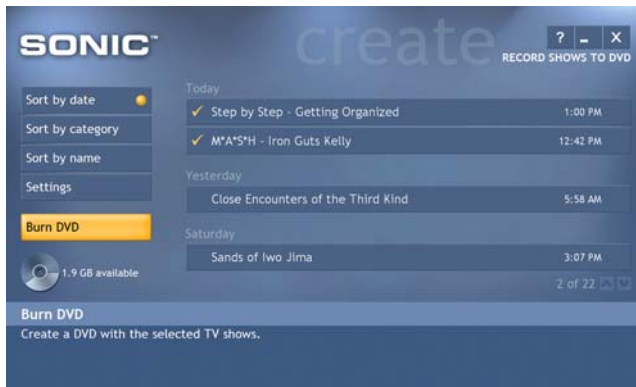 SONIC™
create
? – X
RECORD SHOWS TO DVD
Sort by date
Sort by category
Sort by name
Settings
Burn DVD
1.9 GB available
Today
✓ Step by Step - Getting Organized 1:00 PM
✓ M*A*S*H - Iron Guts Kelly 12:42 PM
Yesterday
Close Encounters of the Third Kind 5:58 AM
Saturday
Sands of Iwo Jima 3:07 PM
2 of 22
Burn DVD
Create a DVD with the selected TV shows.